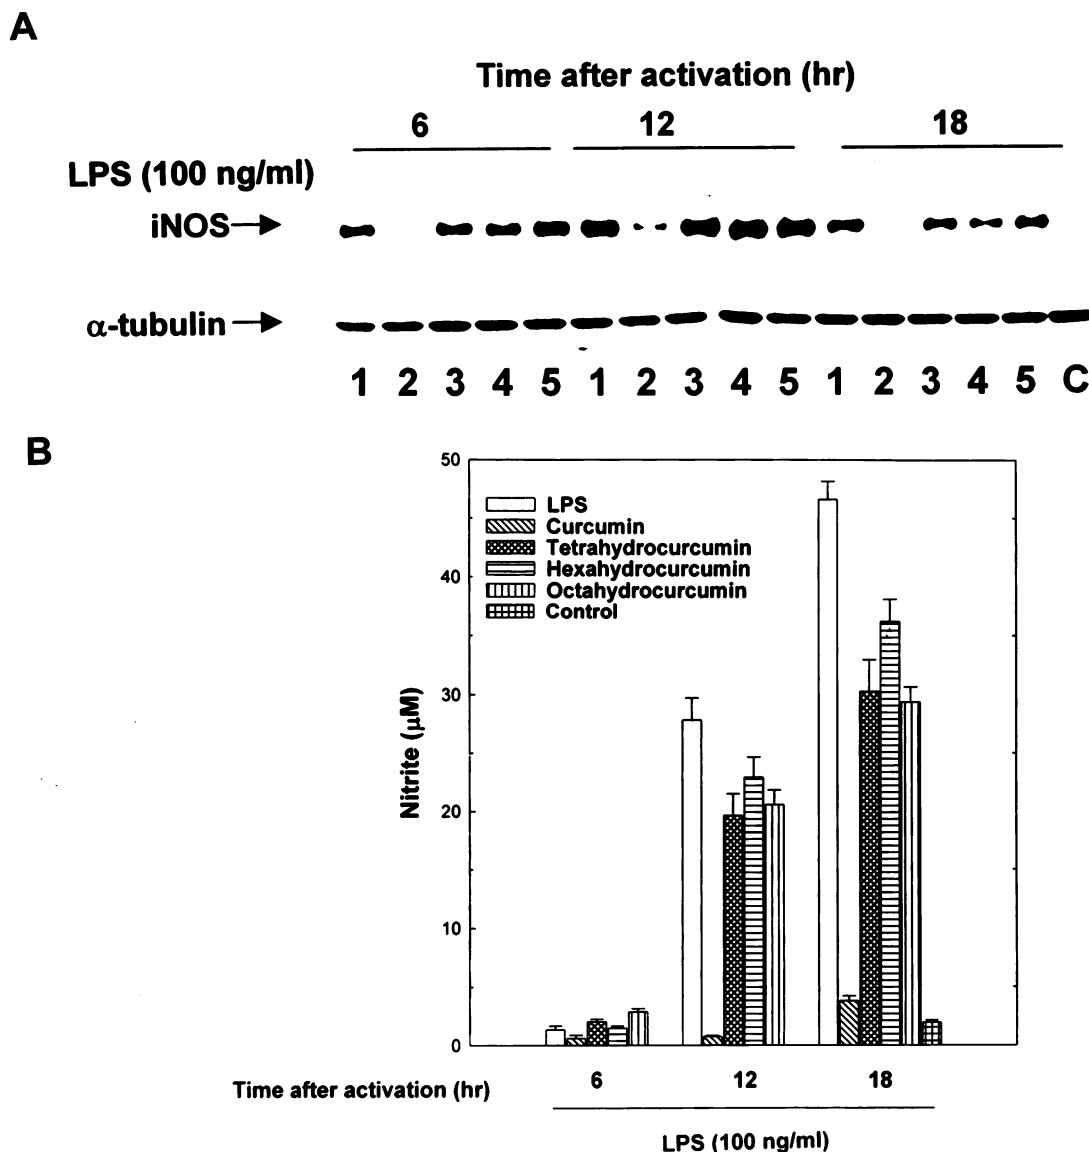 A
Time after activation (hr)
6 12 18
LPS (100 ng/ml)
iNOS
α-tubulin
1 2 3 4 5 1 2 3 4 5 1 2 3 4 5 C
B
50
40
30
20
10
0
Nitrite (μM)
LPS
Curcumin
Tetrahydrocurcumin
Hexahydrocurcumin
Octahydrocurcumin
Control
Time after activation (hr) 6 12 18
LPS (100 ng/ml)